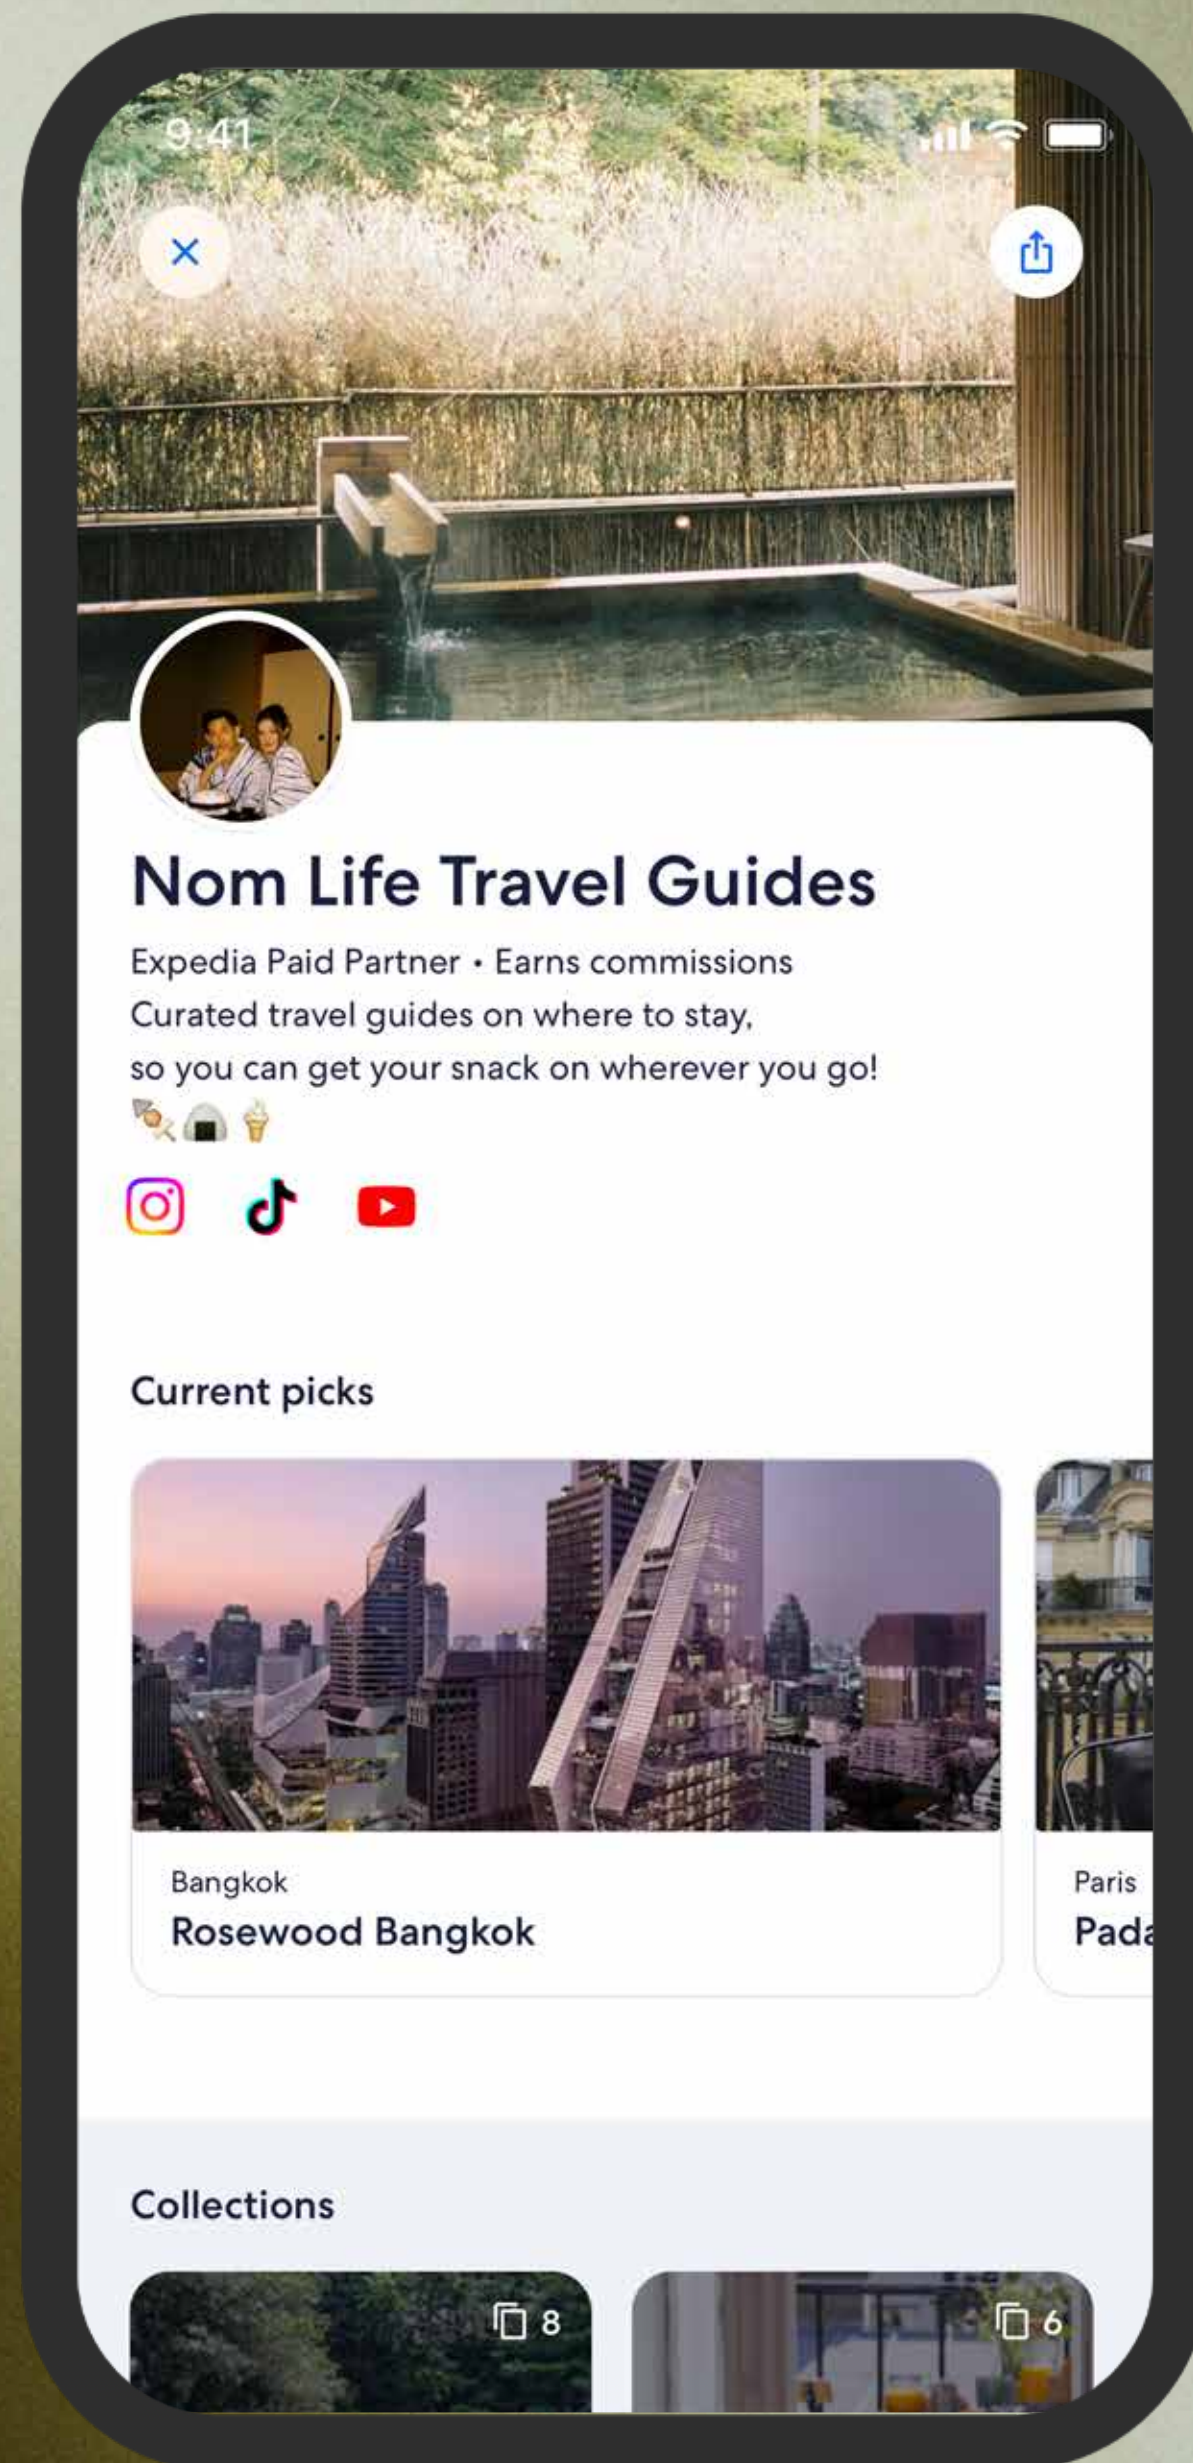 9:41
Nom Life Travel Guides
Expedia Paid Partner • Earns commissions
Curated travel guides on where to stay,
so you can get your snack on wherever you go!
🍢🍙🍦
Current picks
Bangkok
Rosewood Bangkok
Paris
Collections
8
6